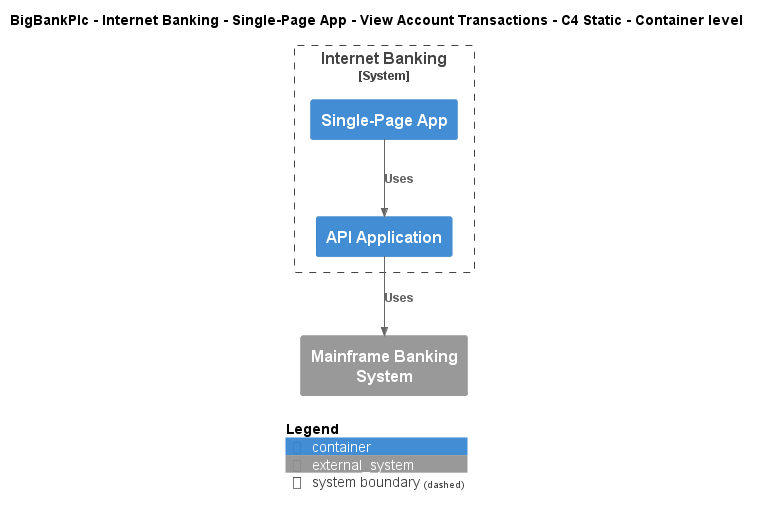 BigBankPlc - Internet Banking - Single-Page App - View Account Transactions - C4 Static - Container level
Internet Banking
[System]
Single-Page App
Uses
API Application
Uses
Mainframe Banking
System
Legend
container
external_system
system boundary (dashed)